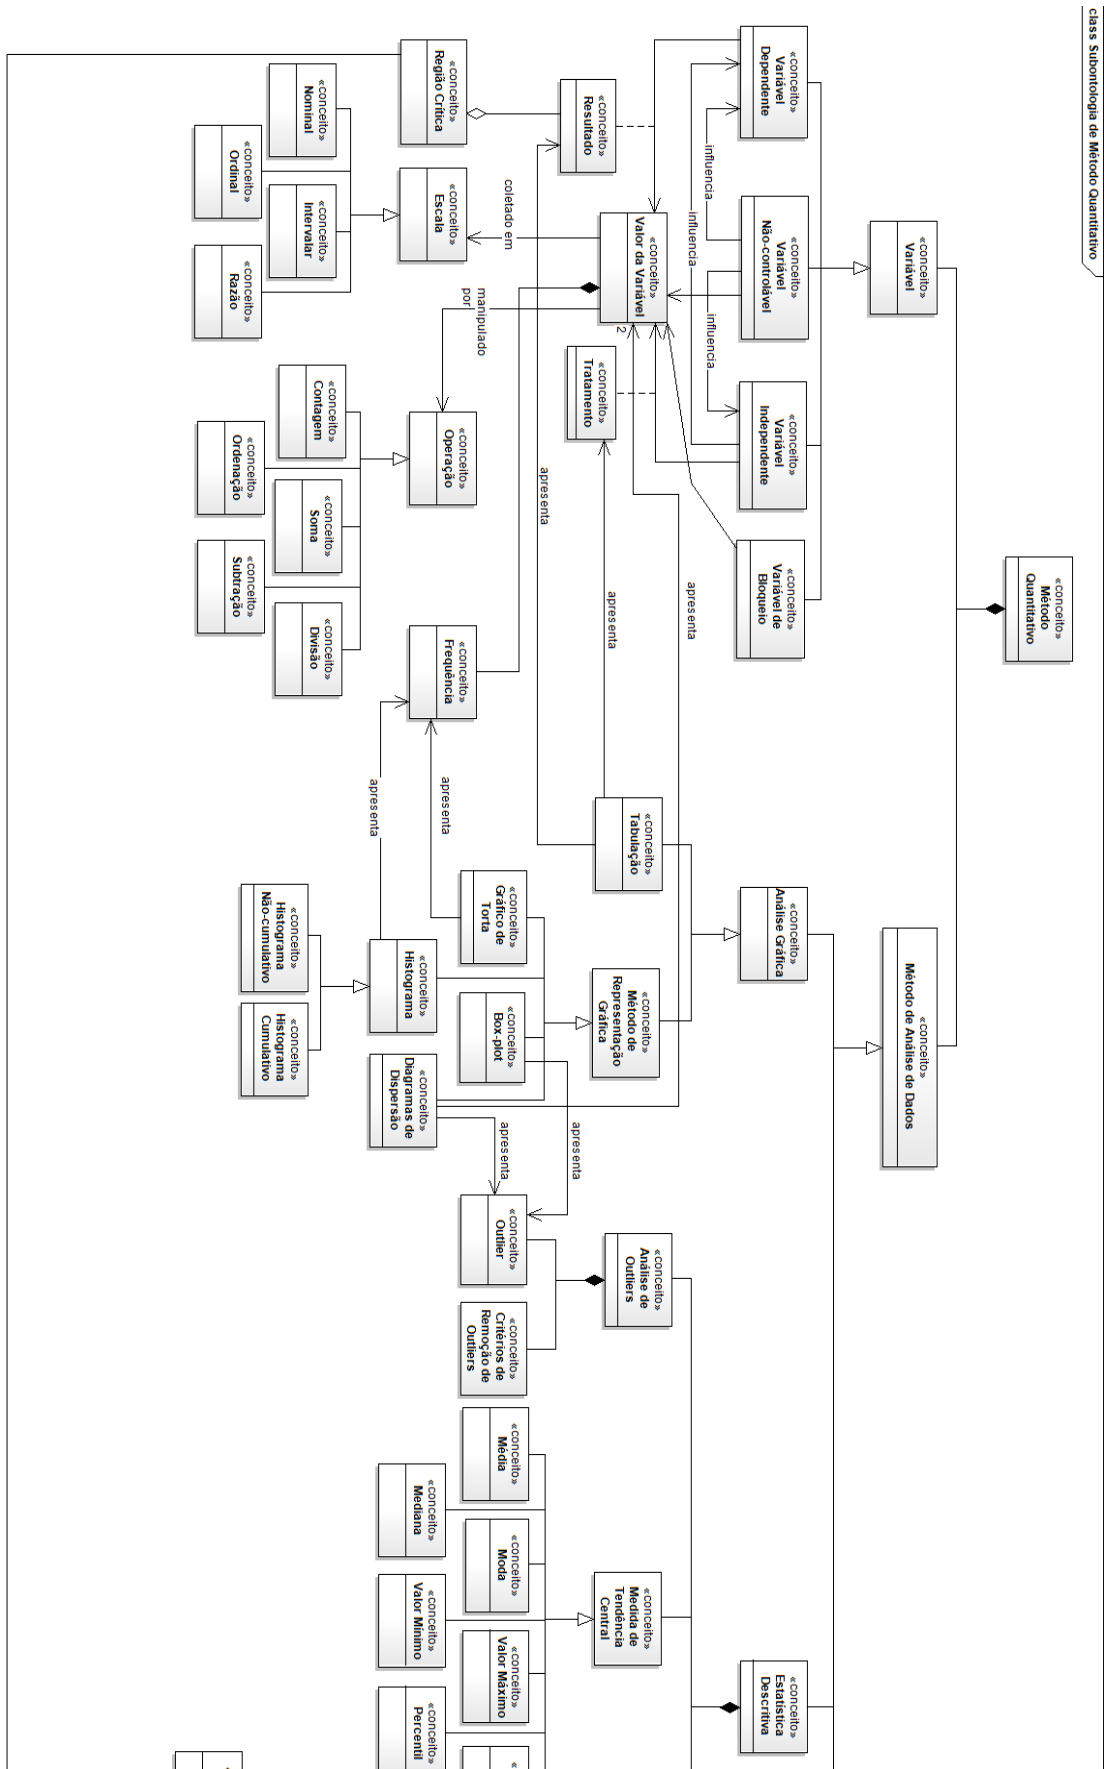 class Subontologia de Método Quantitativo
«conceito»
Método
Quantitativo
«conceito»
Variável
«conceito»
Método de Análise de Dados
«conceito»
Variável
Dependente
«conceito»
Variável
Não-controlável
«conceito»
Variável
Independente
«conceito»
Variável de
Bloqueio
«conceito»
Análise Gráfica
«conceito»
Estatística
Descritiva
influencia
influencia
influencia
apresenta
«conceito»
Resultado
«conceito»
Valor da Variável
2
«conceito»
Tratamento
apresenta
apresenta
«conceito»
Tabulação
«conceito»
Método de
Representação
Gráfica
«conceito»
Análise de
Outliers
«conceito»
Medida de
Tendência
Central
«conceito»
Região Crítica
«conceito»
Escala
coletado em
manipulado
por
«conceito»
Operação
«conceito»
Frequência
apresenta
apresenta
«conceito»
Gráfico de
Torta
«conceito»
Histograma
«conceito»
Box-plot
«conceito»
Diagramas de
Dispersão
apresenta
apresenta
«conceito»
Outlier
«conceito»
Critérios de
Remoção de
Outliers
«conceito»
Média
«conceito»
Mediana
«conceito»
Moda
«conceito»
Valor Mínimo
«conceito»
Valor Máximo
«conceito»
Percentil
«conceito»
Nominal
«conceito»
Ordinal
«conceito»
Intervalar
«conceito»
Razão
«conceito»
Contagem
«conceito»
Ordenação
«conceito»
Soma
«conceito»
Subtração
«conceito»
Divisão
«conceito»
Histograma
Não-cumulativo
«conceito»
Histograma
Cumulativo